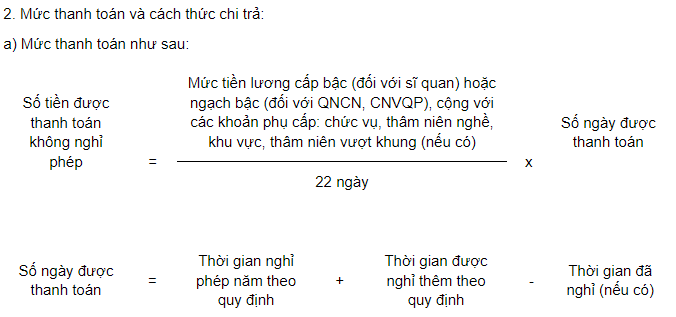 2. Mức thanh toán và cách thức chi trả:
a) Mức thanh toán như sau:
Số tiền được
thanh toán
không nghỉ
phép
=
Mức tiền lương cấp bậc (đối với sĩ quan) hoặc
ngạch bậc (đối với QNCN, CNVQP), cộng với
các khoản phụ cấp: chức vụ, thâm niên nghề,
khu vực, thâm niên vượt khung (nếu có)
22 ngày
x
Số ngày được
thanh toán
Số ngày được
thanh toán
=
Thời gian nghỉ
phép năm theo
quy định
+
Thời gian được
nghỉ thêm theo
quy định
-
Thời gian đã
nghỉ (nếu có)